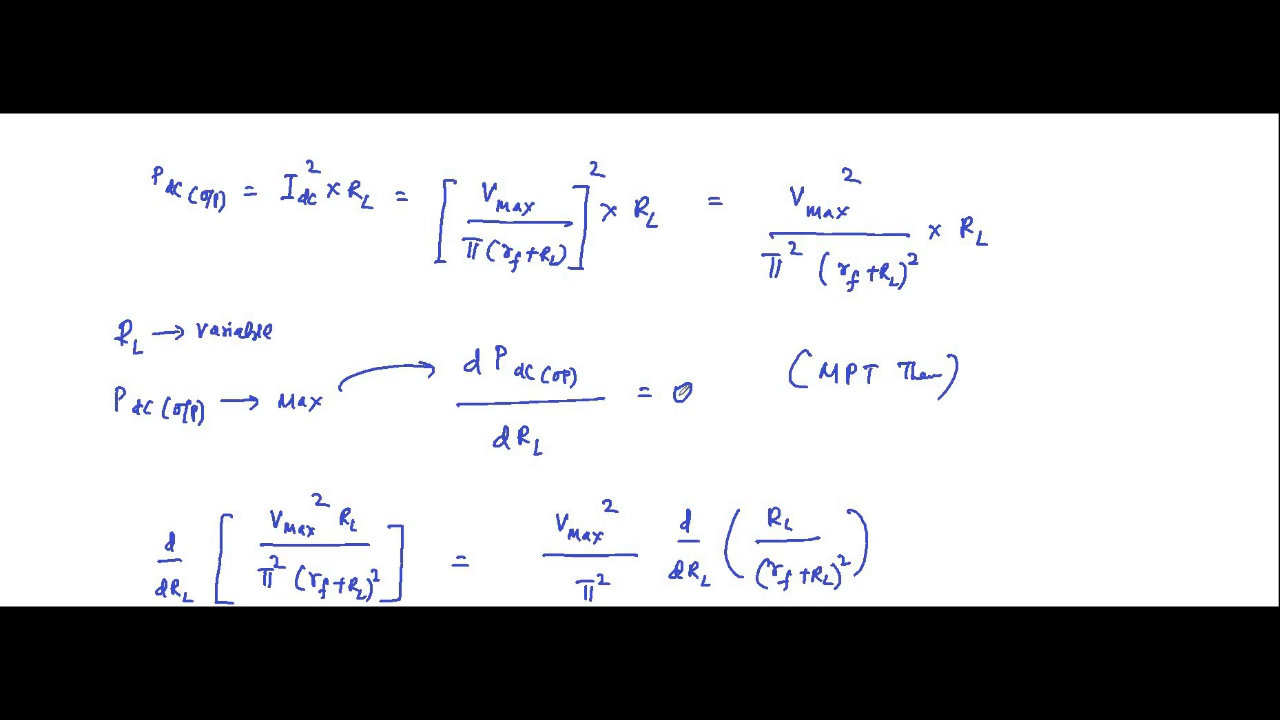 P_dc(o/p) = I_dc^2 × R_L = [ V_max / π(r_f + R_L) ]^2 × R_L = V_max^2 / π^2 (r_f + R_L)^2 × R_L
R_L → variable
P_dc(o/p) → Max → d P_dc(op) / dR_L = 0 (MPT Thm)
d/dR_L [ V_max^2 R_L / π^2 (r_f + R_L)^2 ] = V_max^2 / π^2 d/dR_L ( R_L / (r_f + R_L)^2 )